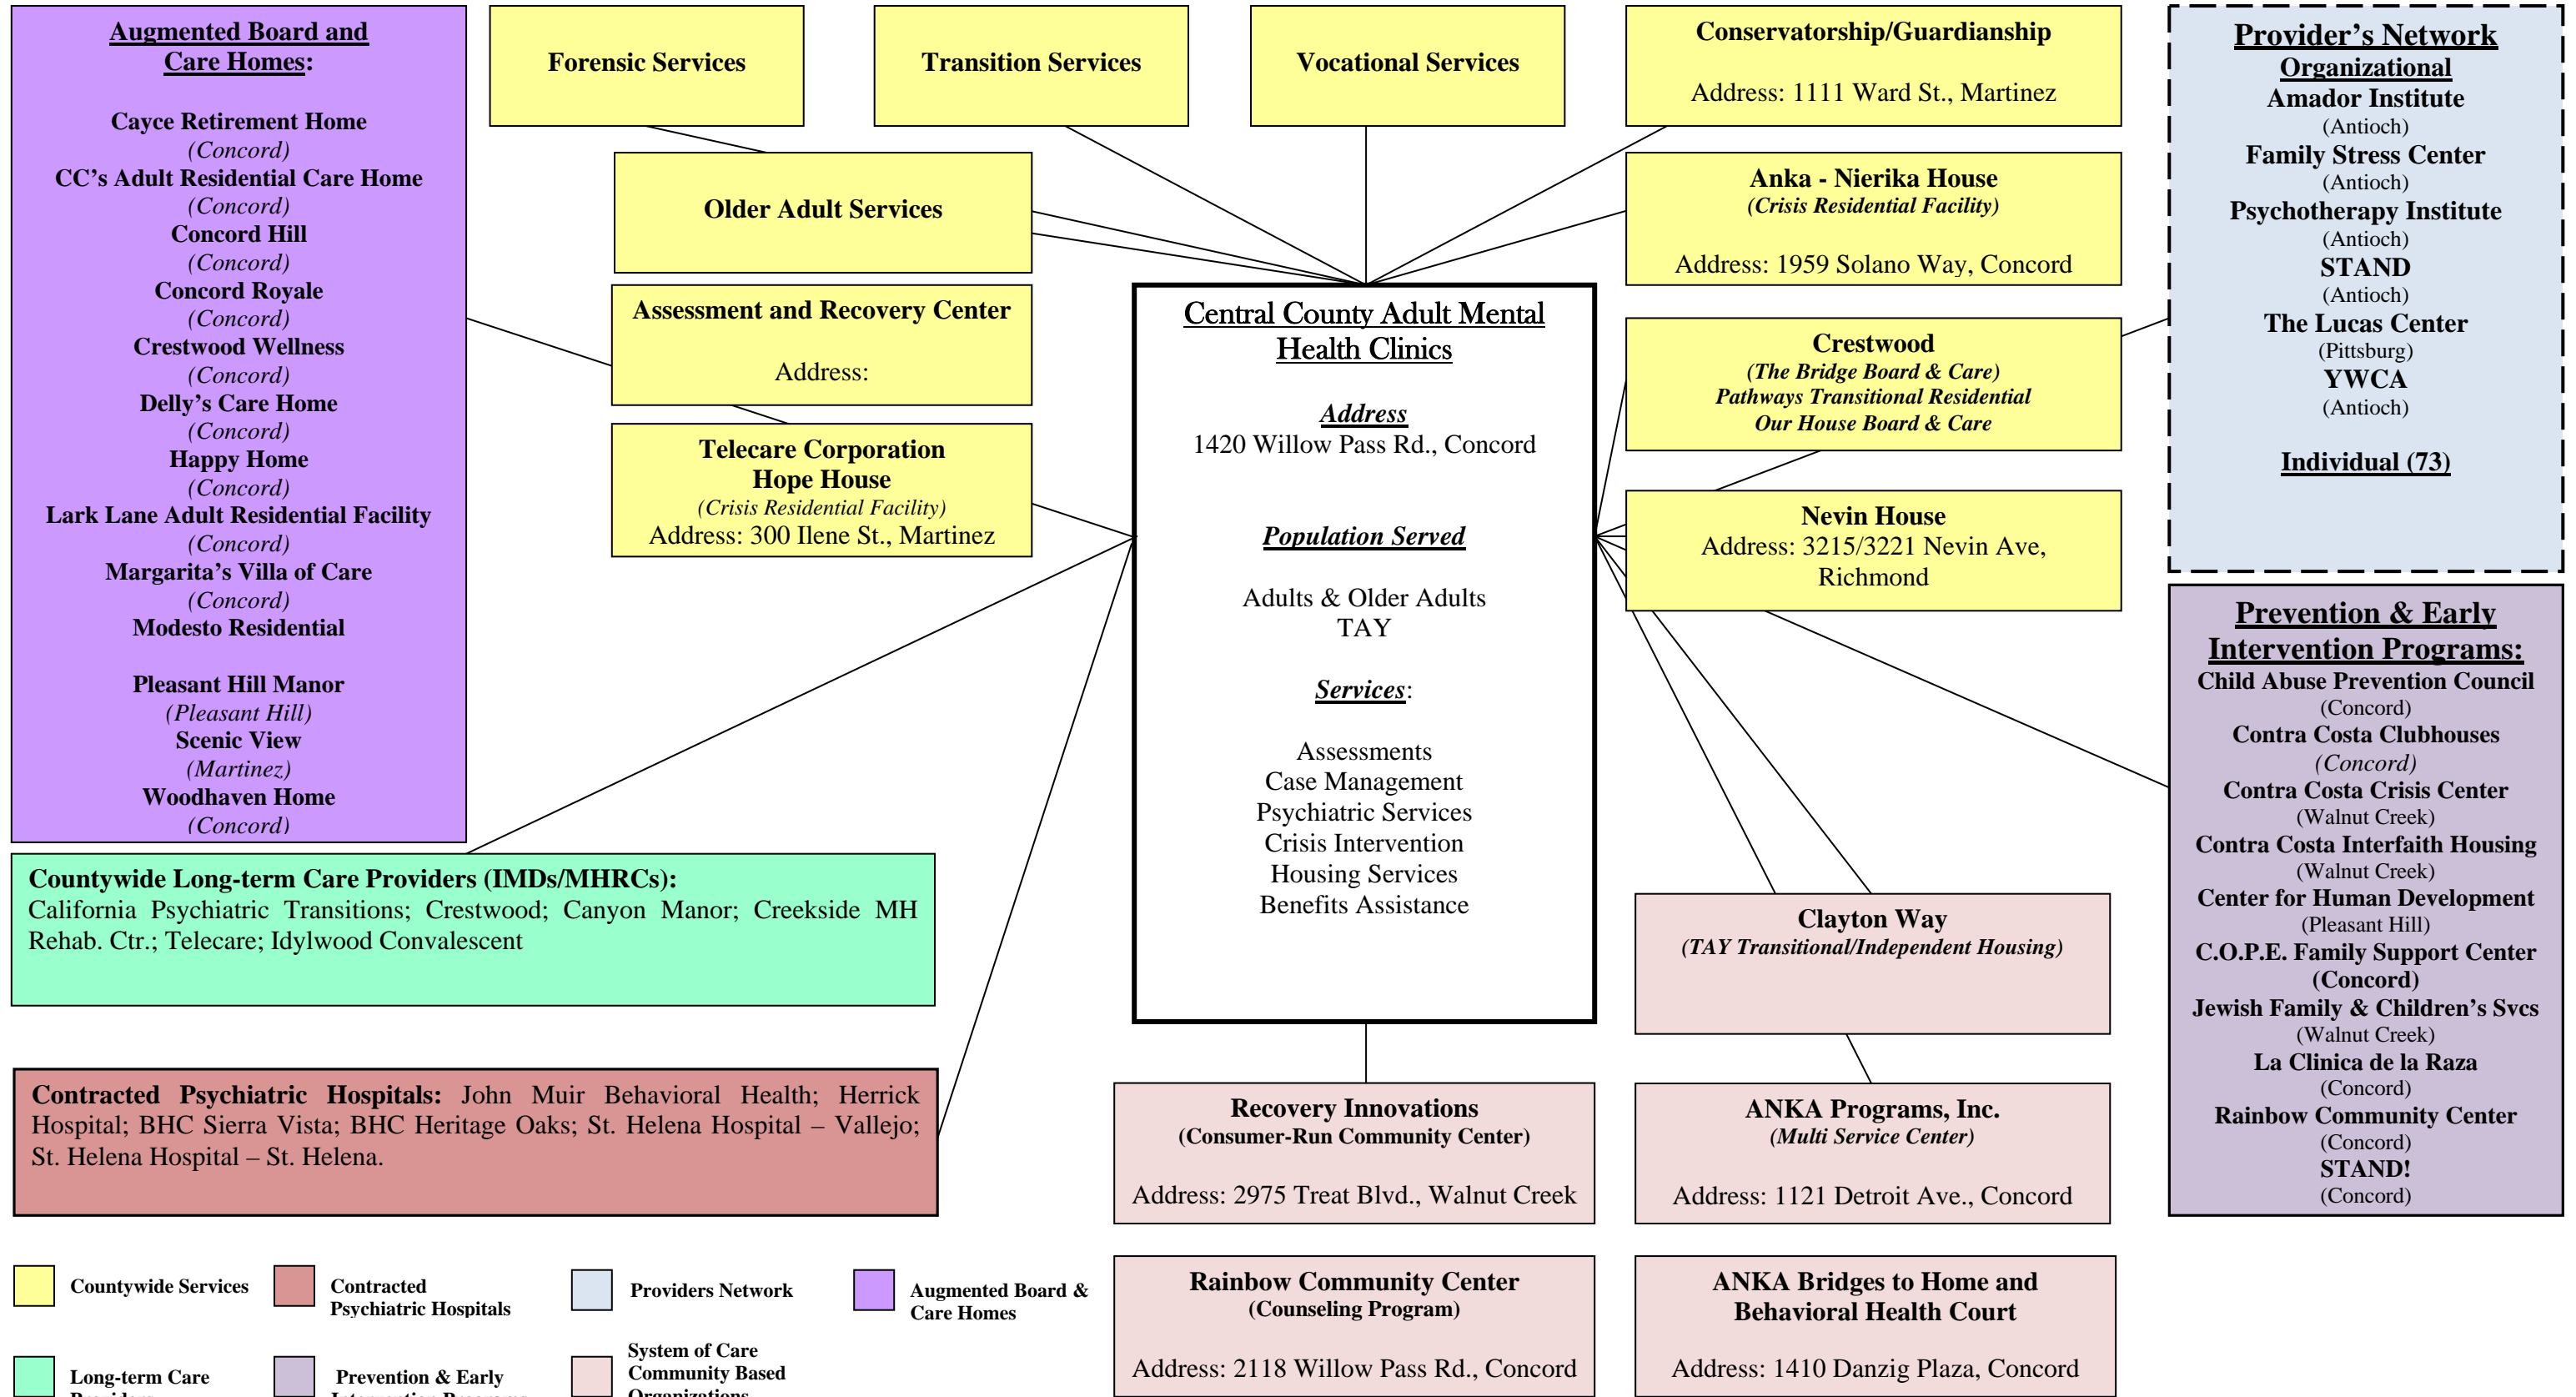 Augmented Board and
Care Homes:
Cayce Retirement Home
(Concord)
CC's Adult Residential Care Home
(Concord)
Concord Hill
(Concord)
Concord Royale
(Concord)
Crestwood Wellness
(Concord)
Delly's Care Home
(Concord)
Happy Home
(Concord)
Lark Lane Adult Residential Facility
(Concord)
Margarita's Villa of Care
(Concord)
Modesto Residential
Pleasant Hill Manor
(Pleasant Hill)
Scenic View
(Martinez)
Woodhaven Home
(Concord)
Forensic Services
Transition Services
Vocational Services
Conservatorship/Guardianship
Address: 1111 Ward St., Martinez
Older Adult Services
Anka - Nierika House
(Crisis Residential Facility)
Address: 1959 Solano Way, Concord
Assessment and Recovery Center
Address:
Telecare Corporation
Hope House
(Crisis Residential Facility)
Address: 300 Ilene St., Martinez
Central County Adult Mental
Health Clinics
Address
1420 Willow Pass Rd., Concord
Population Served
Adults & Older Adults
TAY
Services:
Assessments
Case Management
Psychiatric Services
Crisis Intervention
Housing Services
Benefits Assistance
Crestwood
(The Bridge Board & Care)
Pathways Transitional Residential
Our House Board & Care
Nevin House
Address: 3215/3221 Nevin Ave,
Richmond
Provider's Network
Organizational
Amador Institute
(Antioch)
Family Stress Center
(Antioch)
Psychotherapy Institute
(Antioch)
STAND
(Antioch)
The Lucas Center
(Pittsburg)
YWCA
(Antioch)
Individual (73)
Prevention & Early
Intervention Programs:
Child Abuse Prevention Council
(Concord)
Contra Costa Clubhouses
(Concord)
Contra Costa Crisis Center
(Walnut Creek)
Contra Costa Interfaith Housing
(Walnut Creek)
Center for Human Development
(Pleasant Hill)
C.O.P.E. Family Support Center
(Concord)
Jewish Family & Children's Svcs
(Walnut Creek)
La Clinica de la Raza
(Concord)
Rainbow Community Center
(Concord)
STAND!
(Concord)
Countywide Long-term Care Providers (IMDs/MHRCs):
California Psychiatric Transitions; Crestwood; Canyon Manor; Creekside MH
Rehab. Ctr.; Telecare; Idylwood Convalescent
Contracted Psychiatric Hospitals: John Muir Behavioral Health; Herrick
Hospital; BHC Sierra Vista; BHC Heritage Oaks; St. Helena Hospital – Vallejo;
St. Helena Hospital – St. Helena.
Clayton Way
(TAY Transitional/Independent Housing)
Recovery Innovations
(Consumer-Run Community Center)
Address: 2975 Treat Blvd., Walnut Creek
ANKA Programs, Inc.
(Multi Service Center)
Address: 1121 Detroit Ave., Concord
Rainbow Community Center
(Counseling Program)
Address: 2118 Willow Pass Rd., Concord
ANKA Bridges to Home and
Behavioral Health Court
Address: 1410 Danzig Plaza, Concord
Countywide Services
Contracted
Psychiatric Hospitals
Providers Network
Augmented Board &
Care Homes
Long-term Care
Providers
Prevention & Early
Intervention Programs
System of Care
Community Based
Organizations